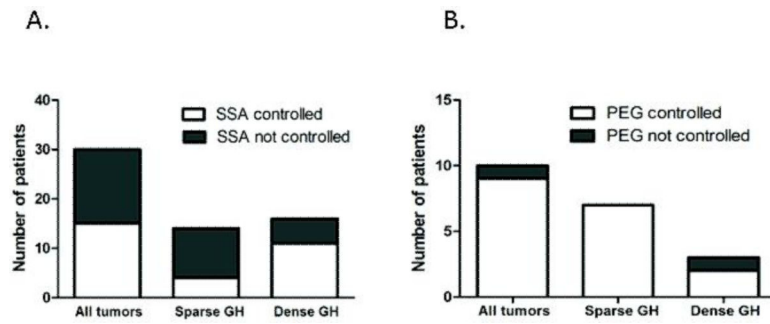 A.
Number of patients
40
30
20
10
0
SSA controlled
SSA not controlled
All tumors Sparse GH Dense GH
B.
Number of patients
15
10
5
0
PEG controlled
PEG not controlled
All tumors Sparse GH Dense GH